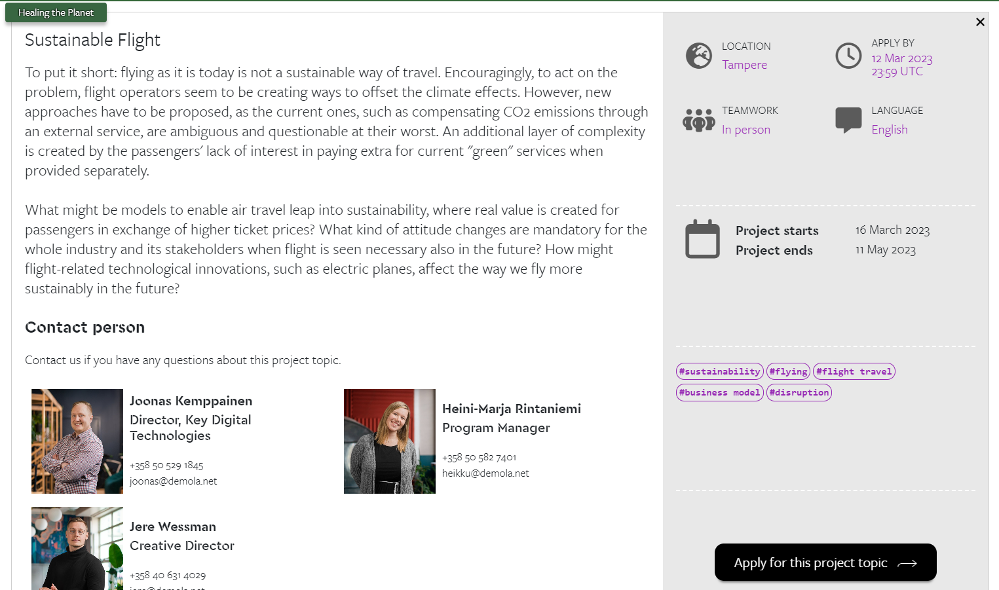 Healing the Planet
Sustainable Flight
To put it short: flying as it is today is not a sustainable way of travel. Encouragingly, to act on the
problem, flight operators seem to be creating ways to offset the climate effects. However, new
approaches have to be proposed, as the current ones, such as compensating CO2 emissions through
an external service, are ambiguous and questionable at their worst. An additional layer of complexity
is created by the passengers' lack of interest in paying extra for current "green" services when
provided separately.
What might be models to enable air travel leap into sustainability, where real value is created for
passengers in exchange of higher ticket prices? What kind of attitude changes are mandatory for the
whole industry and its stakeholders when flight is seen necessary also in the future? How might
flight-related technological innovations, such as electric planes, affect the way we fly more
sustainably in the future?
Contact person
Contact us if you have any questions about this project topic.
Joonas Kemppainen
Director, Key Digital
Technologies
+358 50 529 1845
joonas@demola.net
Heini-Marja Rintaniemi
Program Manager
+358 50 582 7401
heikku@demola.net
Jere Wessman
Creative Director
+358 40 631 4029
LOCATION
Tampere
APPLY BY
12 Mar 2023
23:59 UTC
TEAMWORK
In person
LANGUAGE
English
Project starts 16 March 2023
Project ends 11 May 2023
#sustainability #flying #flight travel
#business model #disruption
Apply for this project topic